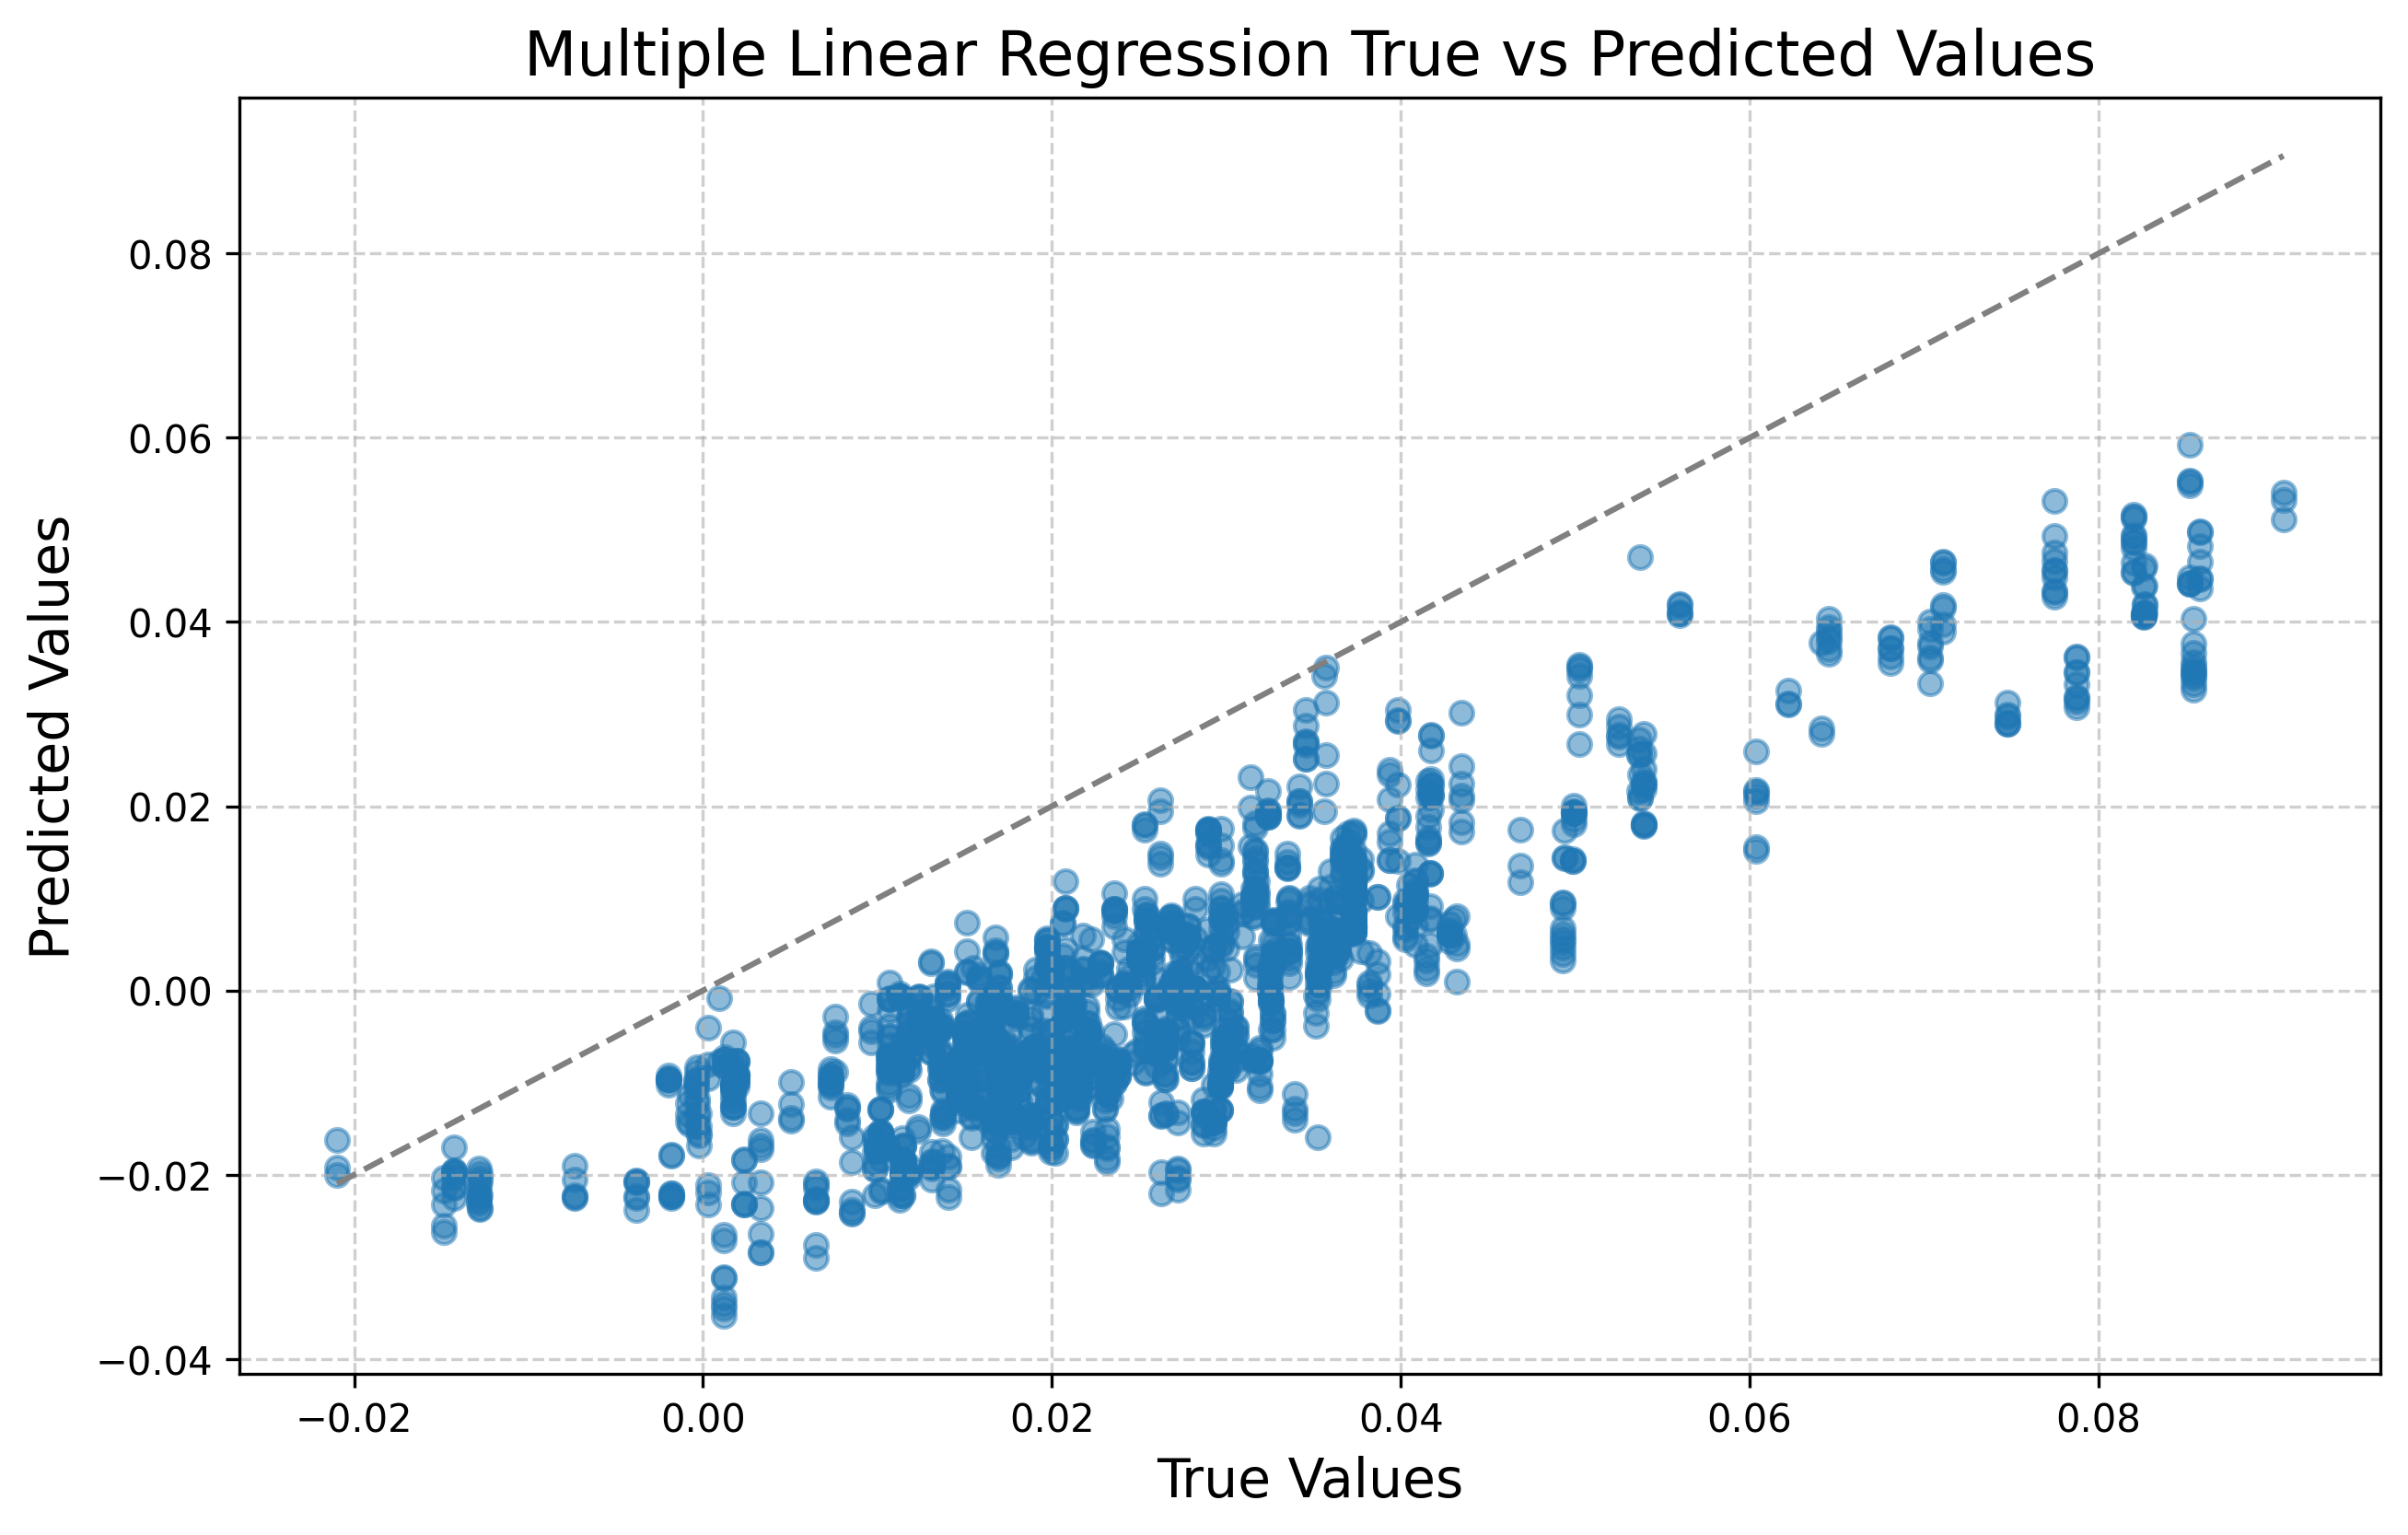 Multiple Linear Regression True vs Predicted Values
Predicted Values
0.08
0.06
0.04
0.02
0.00
−0.02
−0.04
−0.02 0.00 0.02 0.04 0.06 0.08
True Values